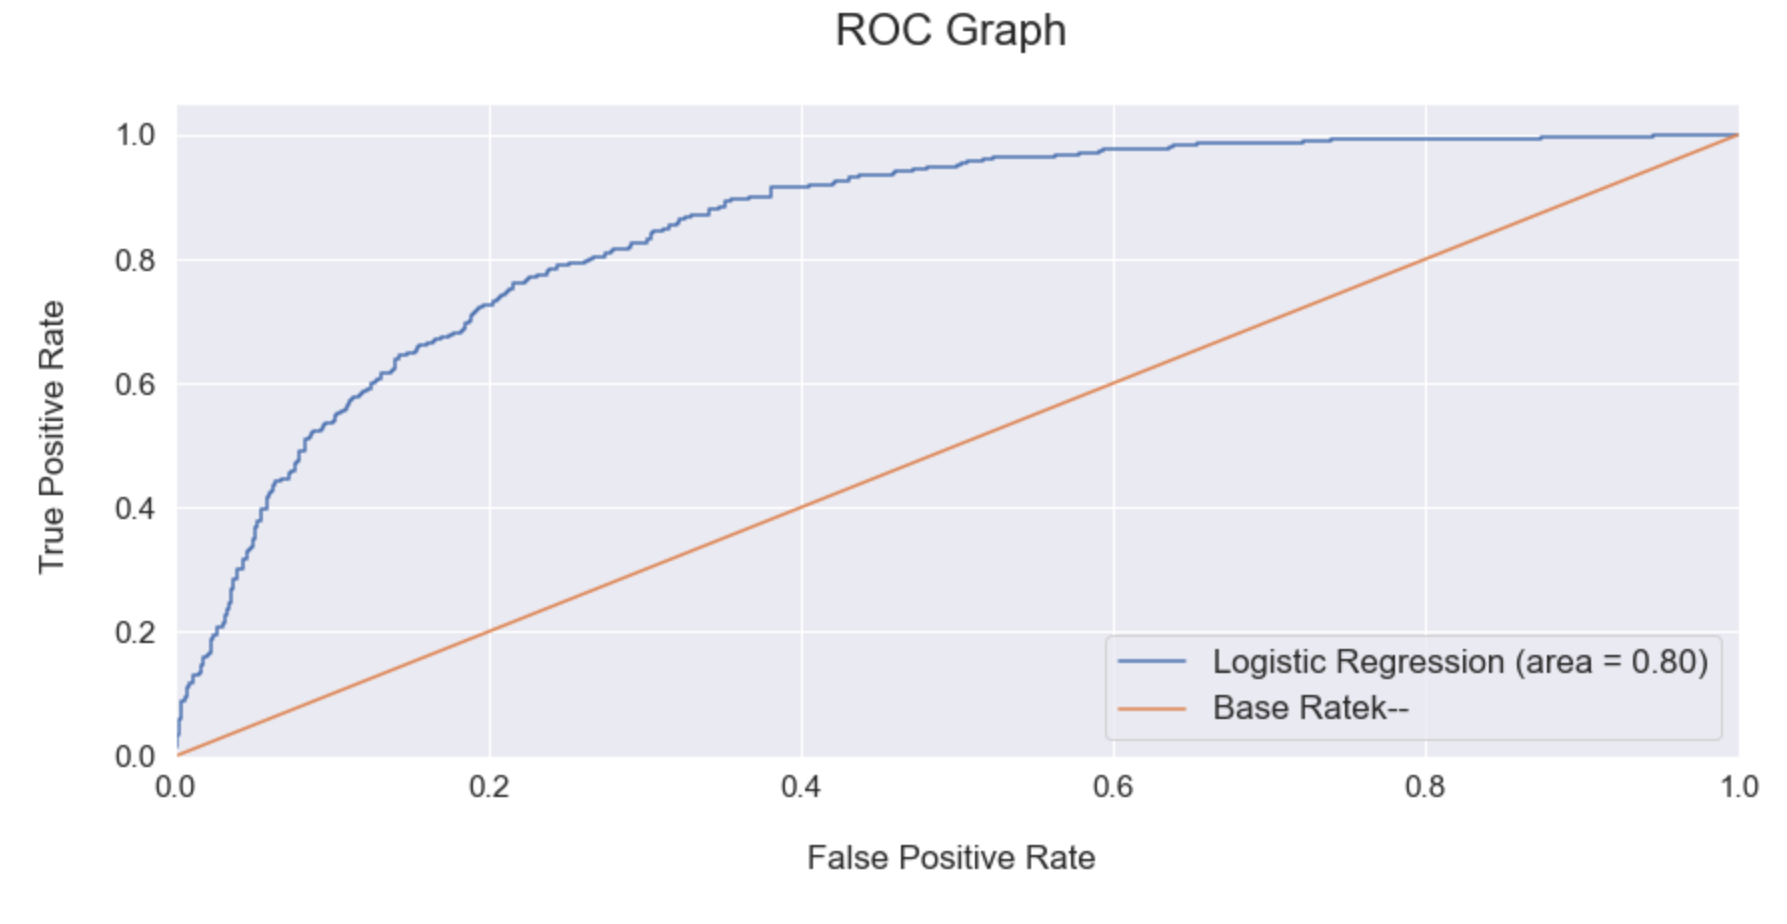 ROC Graph
1.0
0.8
0.6
0.4
0.2
0.0
True Positive Rate
Logistic Regression (area = 0.80)
Base Ratek--
0.0 0.2 0.4 0.6 0.8 1.0
False Positive Rate